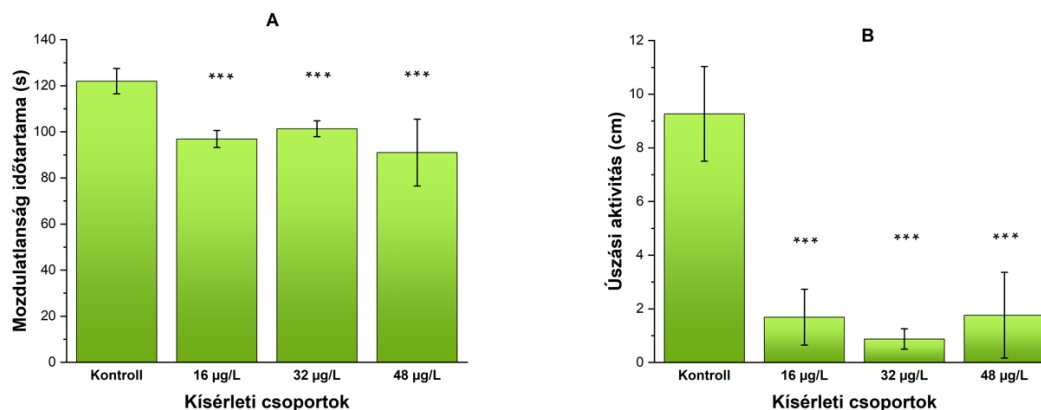 A
Mozdulatlanság időtartama (s)
140
120
100
80
60
40
20
0
***
***
***
Kontroll
16 µg/L
32 µg/L
48 µg/L
Kísérleti csoportok
B
Úszási aktivitás (cm)
12
10
8
6
4
2
0
***
***
***
Kontroll
16 µg/L
32 µg/L
48 µg/L
Kísérleti csoportok